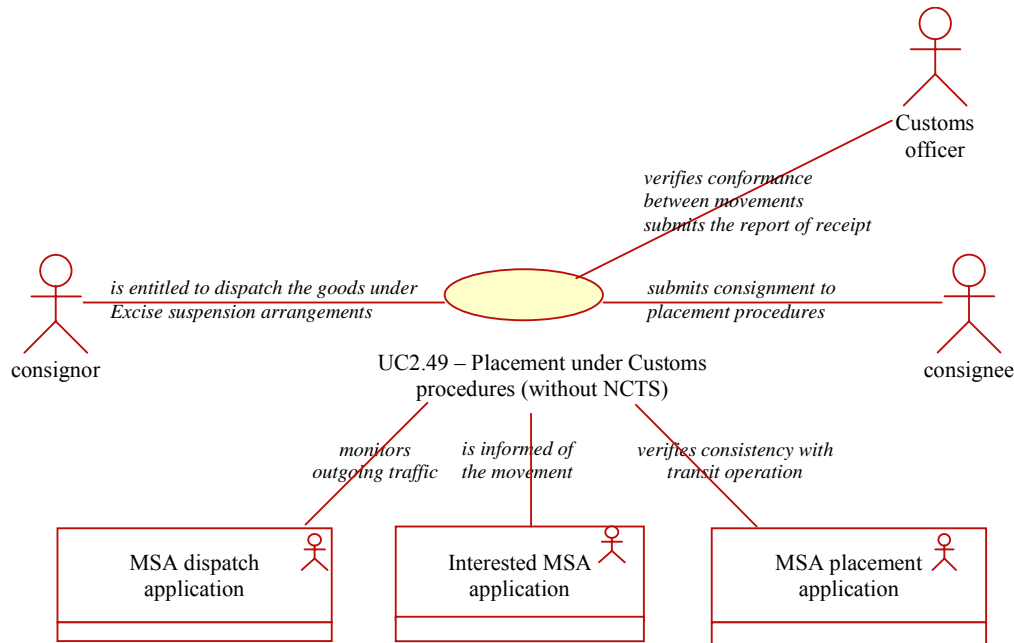 Customs
officer
verifies conformance
between movements
submits the report of receipt
is entitled to dispatch the goods under
Excise suspension arrangements
submits consignment to
placement procedures
consignor
consignee
UC2.49 – Placement under Customs
procedures (without NCTS)
monitors
outgoing traffic
is informed of
the movement
verifies consistency with
transit operation
MSA dispatch
application
Interested MSA
application
MSA placement
application